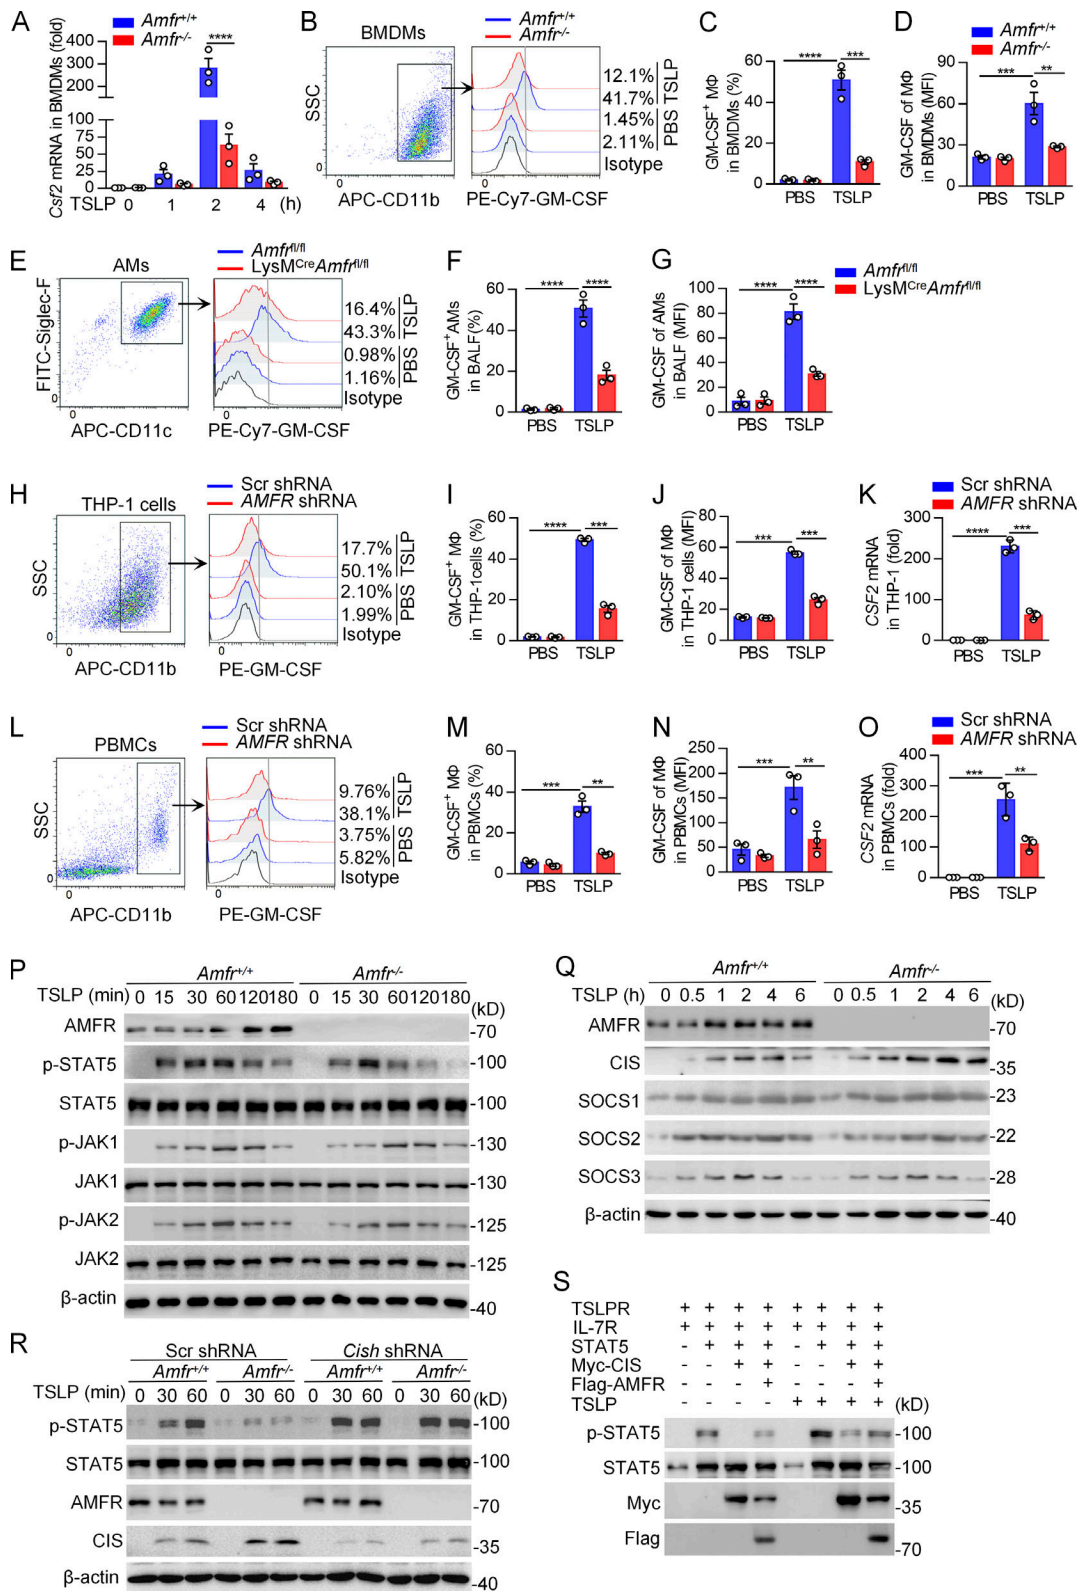 A
Amfr+/+
Amfr-/-
Csf2 mRNA in BMDMs (fold)
400
300
200
100
100
75
50
25
0
****
TSLP 0 1 2 4 (h)
B
BMDMs
Amfr+/+
Amfr-/-
SSC
0
0
APC-CD11b
12.1%
41.7%
TSLP
1.45%
2.11%
PBS
Isotype
0
PE-Cy7-GM-CSF
C
GM-CSF+ MΦ
in BMDMs (%)
60
40
20
0
**** ***
PBS TSLP
D
Amfr+/+
Amfr-/-
GM-CSF of MΦ
in BMDMs (MFI)
90
60
30
0
*** **
PBS TSLP
E
AMs
Amfrfl/fl
LysMCreAmfrfl/fl
FITC-Siglec-F
0
0
APC-CD11c
16.4%
43.3%
TSLP
0.98%
1.16%
PBS
Isotype
0
PE-Cy7-GM-CSF
F
GM-CSF+AMs
in BALF(%)
60
40
20
0
**** ****
PBS TSLP
G
Amfrfl/fl
LysMCreAmfrfl/fl
GM-CSF of AMs
in BALF (MFI)
100
80
60
40
20
0
**** ****
PBS TSLP
H
THP-1 cells
Scr shRNA
AMFR shRNA
SSC
0
0
APC-CD11b
17.7%
50.1%
TSLP
2.10%
1.99%
PBS
Isotype
0
PE-GM-CSF
I
GM-CSF+ MΦ
in THP-1cells (%)
60
40
20
0
**** ***
PBS TSLP
J
GM-CSF of MΦ
in THP-1 cells (MFI)
80
60
40
20
0
*** ***
PBS TSLP
K
Scr shRNA
AMFR shRNA
CSF2 mRNA
in THP-1 (fold)
300
200
100
0
**** ***
PBS TSLP
L
PBMCs
Scr shRNA
AMFR shRNA
SSC
0
0
APC-CD11b
9.76%
38.1%
TSLP
3.75%
5.82%
PBS
Isotype
0
PE-GM-CSF
M
GM-CSF+ MΦ
in PBMCs (%)
60
40
20
0
*** **
PBS TSLP
N
GM-CSF of MΦ
in PBMCs (MFI)
250
200
150
100
50
0
*** **
PBS TSLP
O
Scr shRNA
AMFR shRNA
CSF2 mRNA
in PBMCs (fold)
400
300
200
100
0
*** **
PBS TSLP
P
Amfr+/+ Amfr-/-
TSLP (min) 0 15 30 60 120 180 0 15 30 60 120 180
(kD)
AMFR -70
p-STAT5 -100
STAT5 -100
p-JAK1 -130
JAK1 -130
p-JAK2 -125
JAK2 -125
β-actin -40
Q
Amfr+/+ Amfr-/-
TSLP (h) 0 0.5 1 2 4 6 0 0.5 1 2 4 6 (kD)
AMFR -70
CIS -35
SOCS1 -23
SOCS2 -22
SOCS3 -28
β-actin -40
R
Scr shRNA Cish shRNA
Amfr+/+ Amfr-/- Amfr+/+ Amfr-/-
TSLP (min) 0 30 60 0 30 60 0 30 60 0 30 60 (kD)
p-STAT5 -100
STAT5 -100
AMFR -70
CIS -35
β-actin -40
S
TSLPR + + + + + + + +
IL-7R + + + + + + + +
STAT5 - + + + - + + +
Myc-CIS - - + + - - + +
Flag-AMFR - - - + - - - +
TSLP - - - - + + + + (kD)
p-STAT5 -100
STAT5 -100
Myc -35
Flag -70